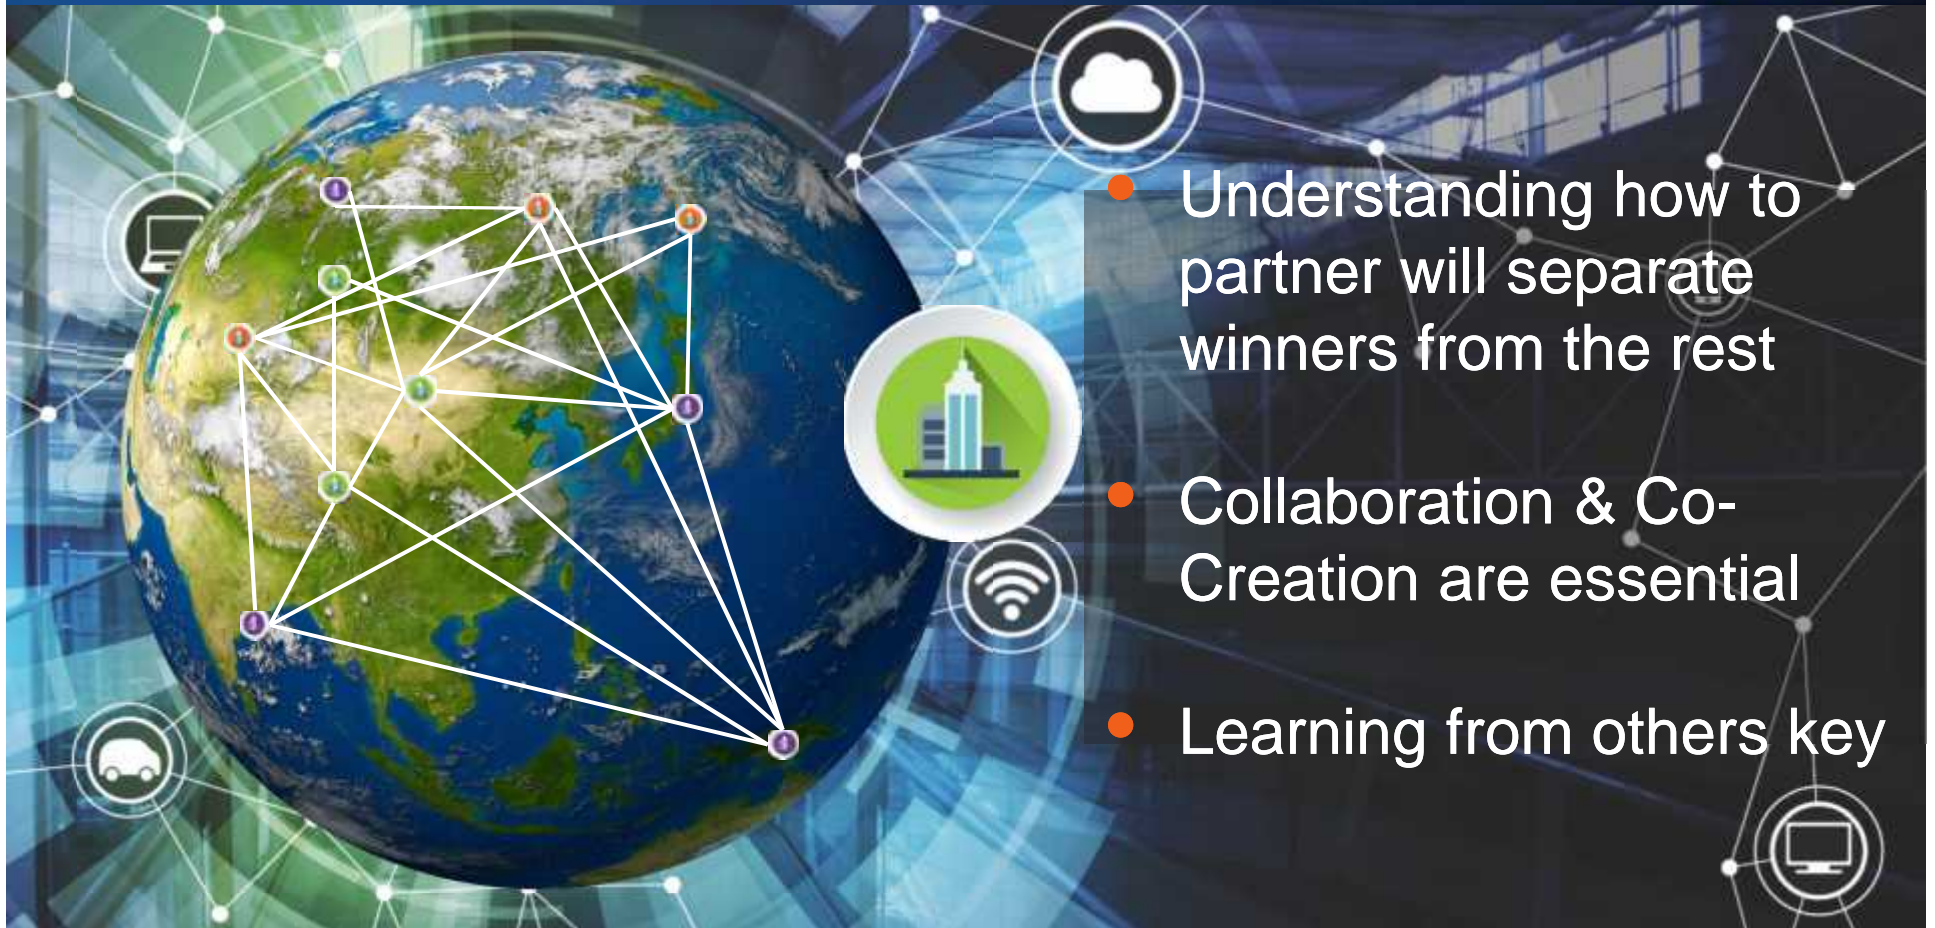 Understanding how to
partner will separate
winners from the rest
Collaboration & Co-
Creation are essential
Learning from others key